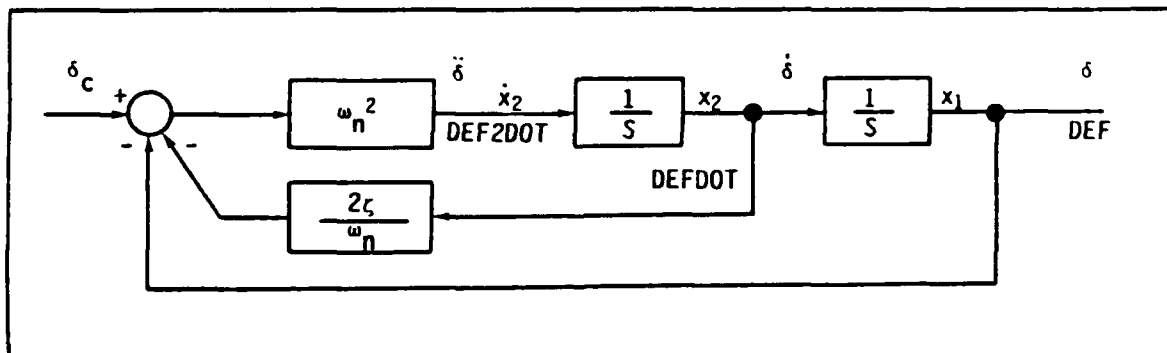 δc
+
-
-
ωn²
δ̈
ẋ2
DEF2DOT
1
S
x2
DEFDOT
δ̇
1
S
x1
δ
DEF
2ζ
ωn